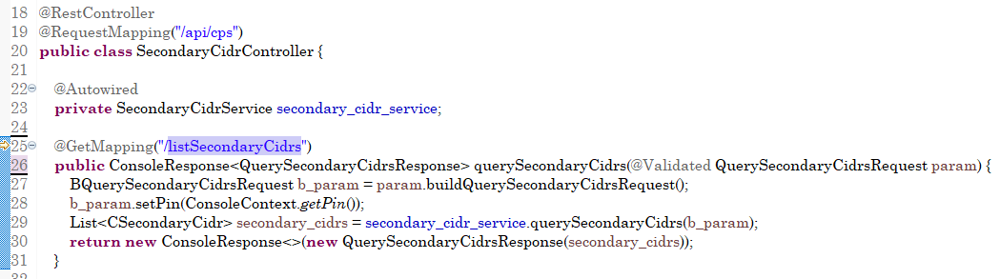 18 @RestController
19 @RequestMapping("/api/cps")
20 public class SecondaryCidrController {
21
22 @Autowired
23 private SecondaryCidrService secondary_cidr_service;
24
25 @GetMapping("/listSecondaryCidrs")
26 public ConsoleResponse<QuerySecondaryCidrsResponse> querySecondaryCidrs(@Validated QuerySecondaryCidrsRequest param) {
27 BQuerySecondaryCidrsRequest b_param = param.buildQuerySecondaryCidrsRequest();
28 b_param.setPin(ConsoleContext.getPin());
29 List<CSecondaryCidr> secondary_cidrs = secondary_cidr_service.querySecondaryCidrs(b_param);
30 return new ConsoleResponse<>(new QuerySecondaryCidrsResponse(secondary_cidrs));
31 }
32